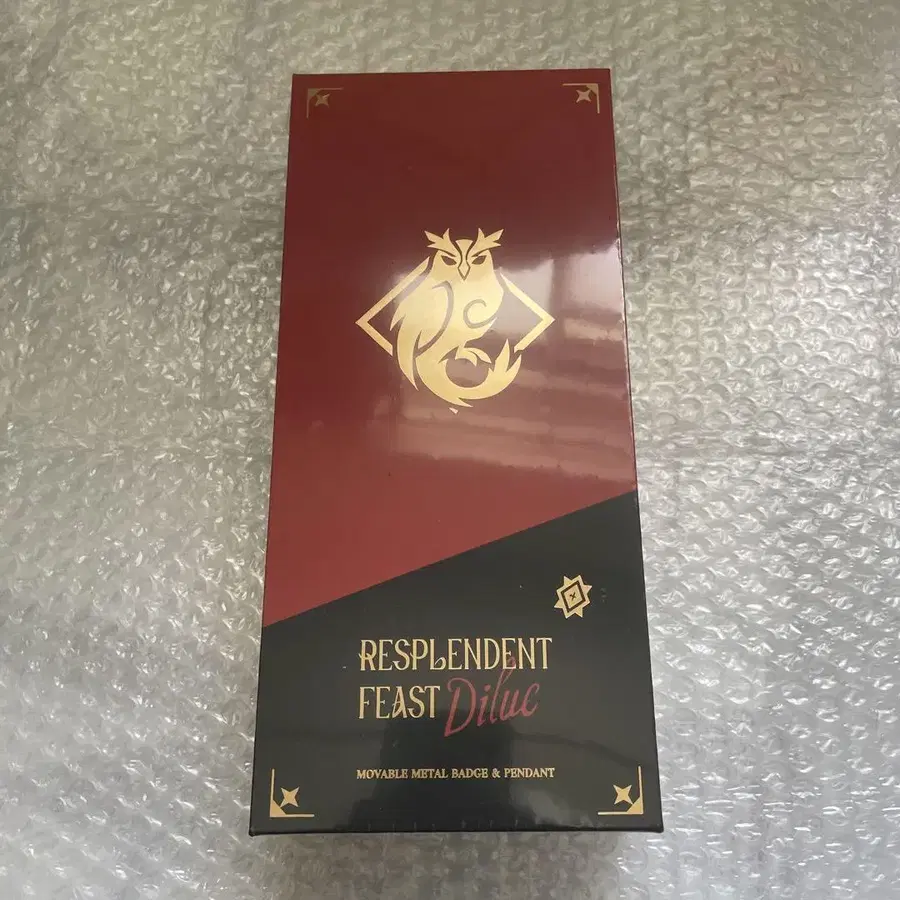 RESPLENDENT
FEAST Diluc
MOVABLE METAL BADGE & PENDANT